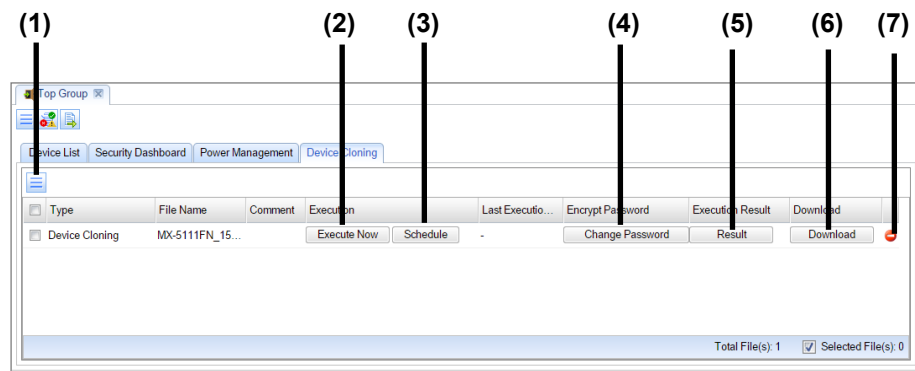 (1) (2) (3) (4) (5) (6) (7)
Top Group
Device List Security Dashboard Power Management Device Cloning
Type File Name Comment Execution Last Executio... Encrypt Password Execution Result Download
Device Cloning MX-5111FN_15... Execute Now Schedule - Change Password Result Download
Total File(s): 1 Selected File(s): 0